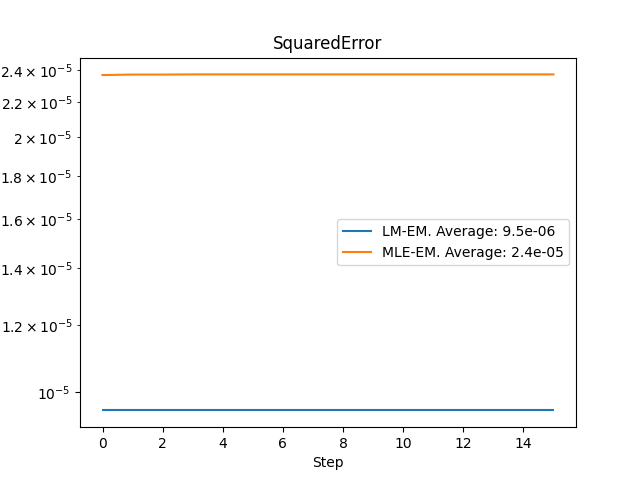 SquaredError
2.4 × 10⁻⁵
2.2 × 10⁻⁵
2 × 10⁻⁵
1.8 × 10⁻⁵
1.6 × 10⁻⁵
1.4 × 10⁻⁵
1.2 × 10⁻⁵
10⁻⁵
LM-EM. Average: 9.5e-06
MLE-EM. Average: 2.4e-05
0 2 4 6 8 10 12 14
Step